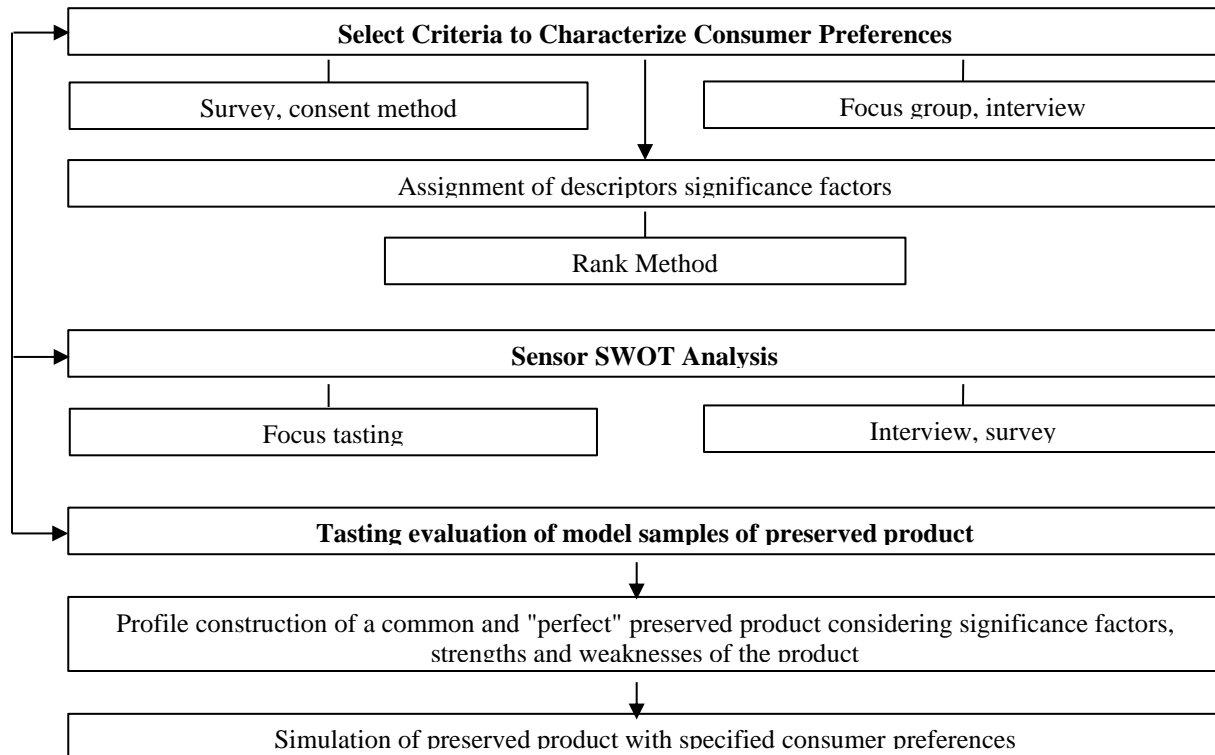 Select Criteria to Characterize Consumer Preferences
Survey, consent method
Focus group, interview
Assignment of descriptors significance factors
Rank Method
Sensor SWOT Analysis
Focus tasting
Interview, survey
Tasting evaluation of model samples of preserved product
Profile construction of a common and "perfect" preserved product considering significance factors,
strengths and weaknesses of the product
Simulation of preserved product with specified consumer preferences